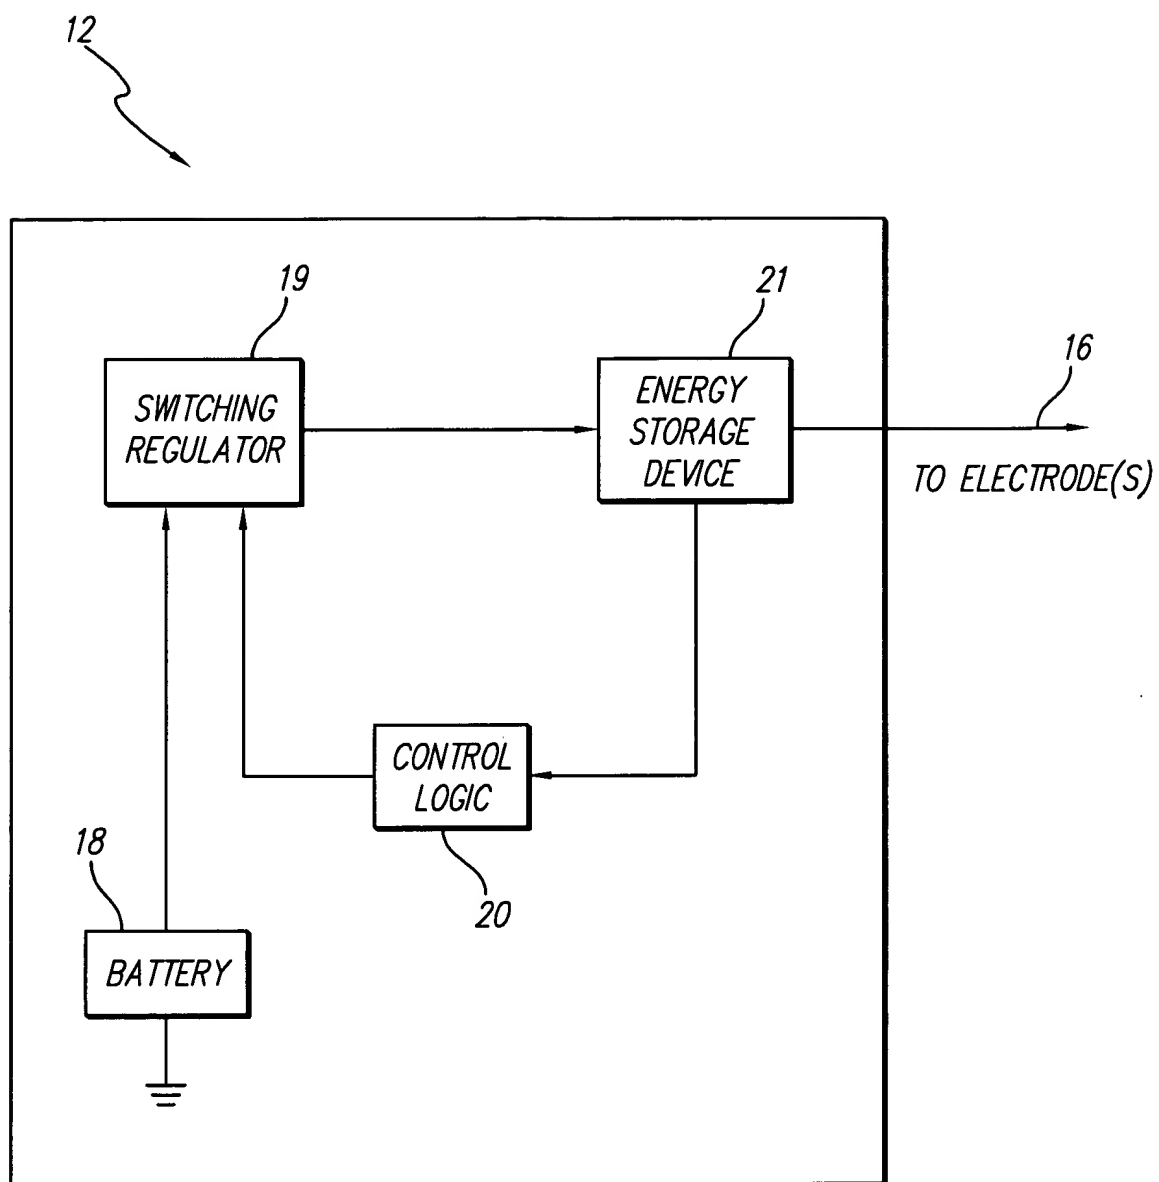 12
19
21
16
SWITCHING
REGULATOR
ENERGY
STORAGE
DEVICE
TO ELECTRODE(S)
CONTROL
LOGIC
18
20
BATTERY